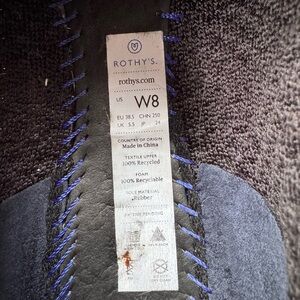 ROTHY'S.
rothys.com
US W8
EU 38.5 CHN 250
UK 5.5 JP 24
COUNTRY OF ORIGIN
Made in China
TEXTILE UPPER
100% Recycled
FOAM
100% Recyclable
SOLE MATERIAL
Rubber
PENDING